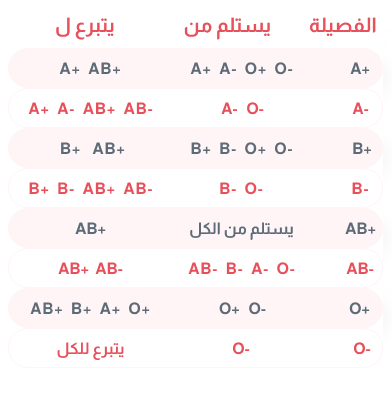 الفصيلة يستلم من يتبرع ل
A+ A+ A- O+ O- A+ AB+
A- A- O- A+ A- AB+ AB-
B+ B+ B- O+ O- B+ AB+
B- B- O- B+ B- AB+ AB-
AB+ يستلم من الكل AB+
AB- AB- B- A- O- AB+ AB-
O+ O+ O- AB+ B+ A+ O+
O- O- يتبرع للكل